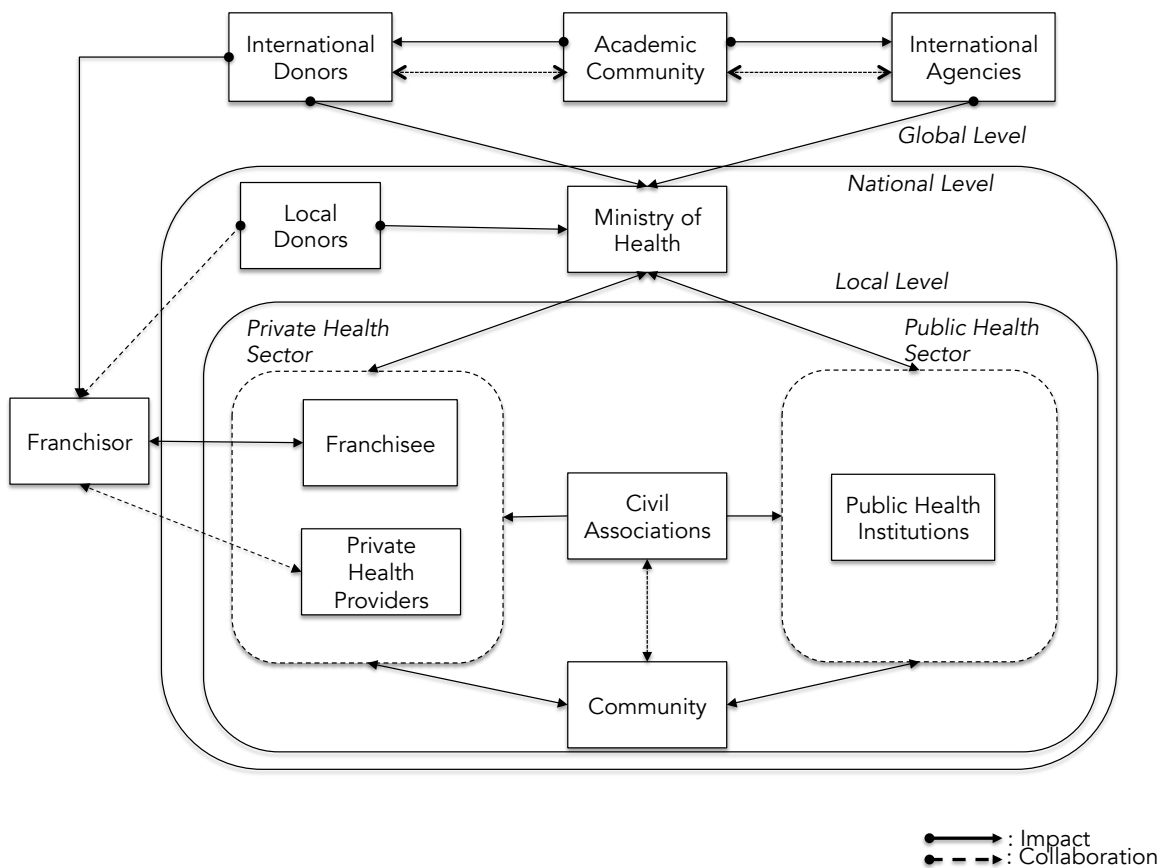 International
Donors
Academic
Community
International
Agencies
Global Level
National Level
Local
Donors
Ministry of
Health
Local Level
Private Health
Sector
Public Health
Sector
Franchisor
Franchisee
Civil
Associations
Public Health
Institutions
Private
Health
Providers
Community
: Impact
: Collaboration